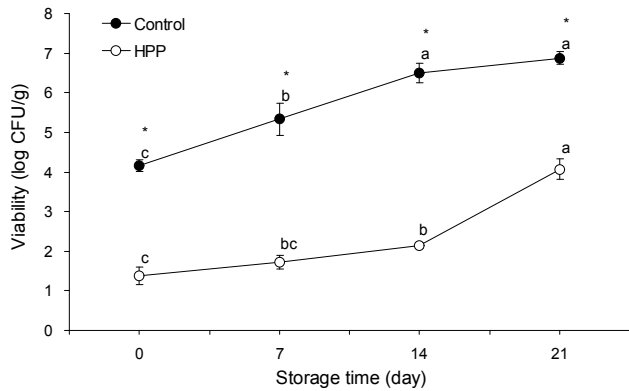 Control
HPP
Viability (log CFU/g)
8
7
6
5
4
3
2
1
0
* c
* b
* a
* a
c
bc
b
a
0 7 14 21
Storage time (day)